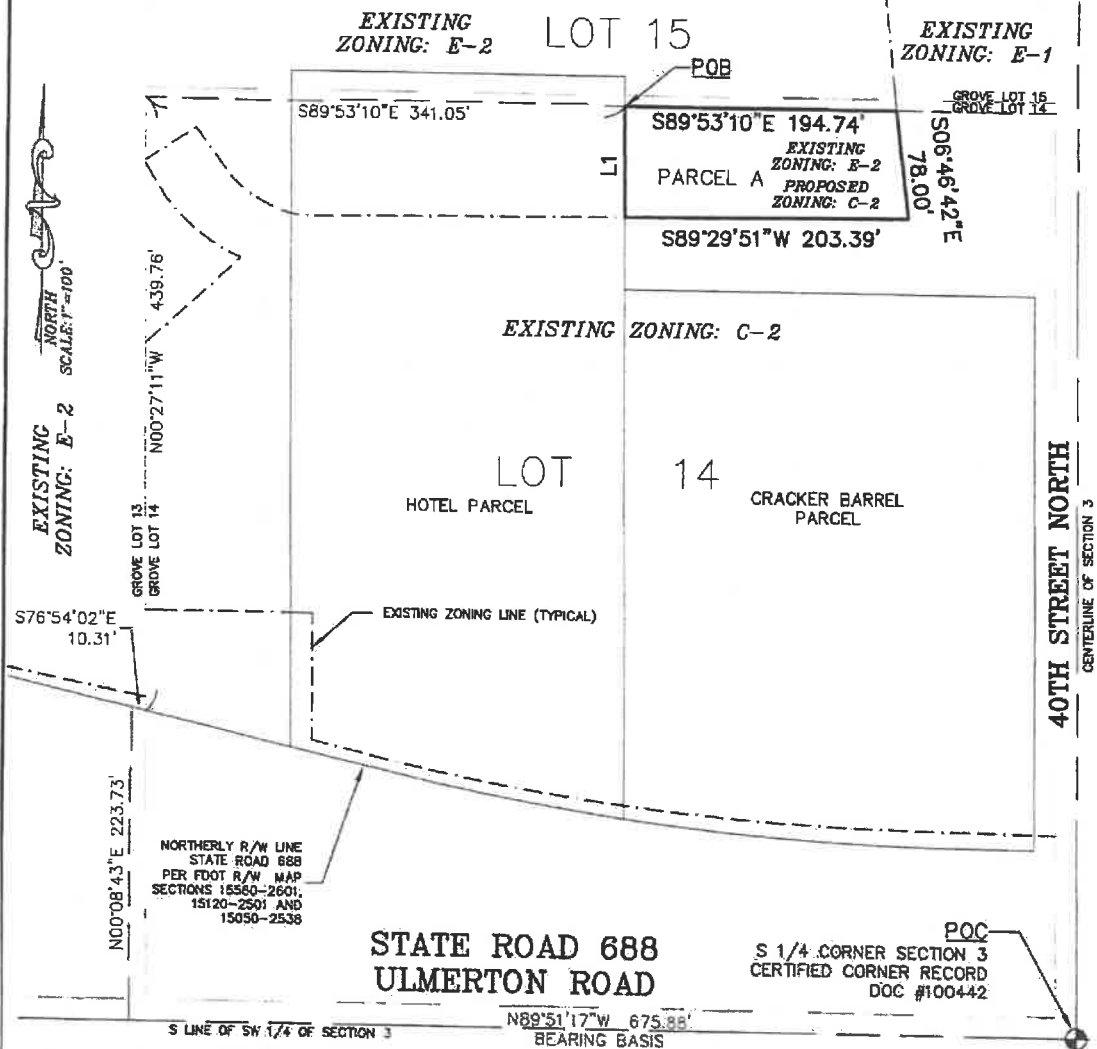 EXISTING
ZONING: E-2
LOT 15
EXISTING
ZONING: E-1
POB
GROVE LOT 15
GROVE LOT 14
S89°53'10"E 341.05'
S89°53'10"E 194.74'
EXISTING
ZONING: E-2
PARCEL A
PROPOSED
ZONING: C-2
L1
S06°46'42"E
78.00'
S89°29'51"W 203.39'
NORTH
SCALE:1"=100'
N00°27'11"W 439.76'
EXISTING
ZONING: E-2
GROVE LOT 13
GROVE LOT 14
EXISTING ZONING: C-2
LOT 14
HOTEL PARCEL
CRACKER BARREL
PARCEL
40TH STREET NORTH
CENTERLINE OF SECTION 3
S76°54'02"E
10.31'
EXISTING ZONING LINE (TYPICAL)
N00°08'43"E 223.73'
NORTHERLY R/W LINE
STATE ROAD 688
PER FDOT R/W MAP
SECTIONS 15560-2601,
15120-2501 AND
15050-2538
STATE ROAD 688
ULMERTON ROAD
POC
S 1/4 CORNER SECTION 3
CERTIFIED CORNER RECORD
DOC #100442
S LINE OF SW 1/4 OF SECTION 3
N89°51'17"W 675.88'
BEARING BASIS